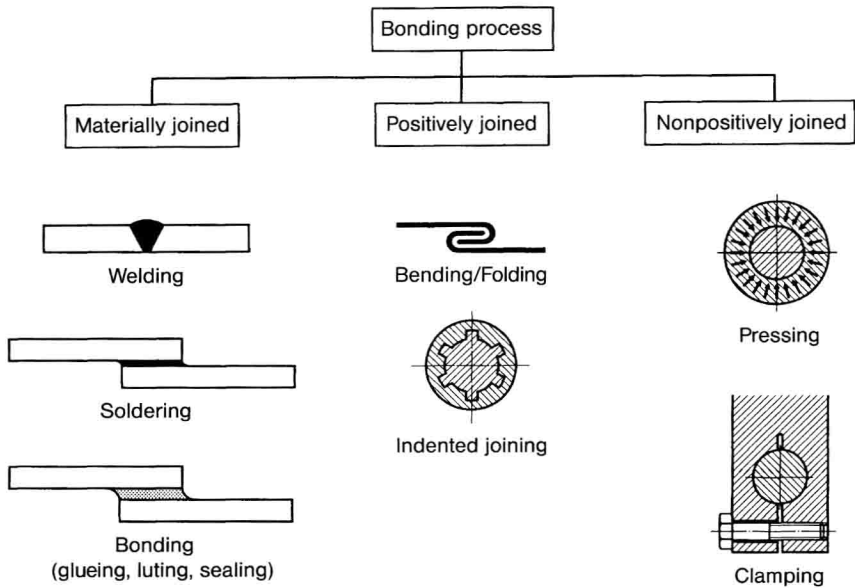 Bonding process
Materially joined
Positively joined
Nonpositively joined
Welding
Bending/Folding
Pressing
Soldering
Indented joining
Bonding
(glueing, luting, sealing)
Clamping